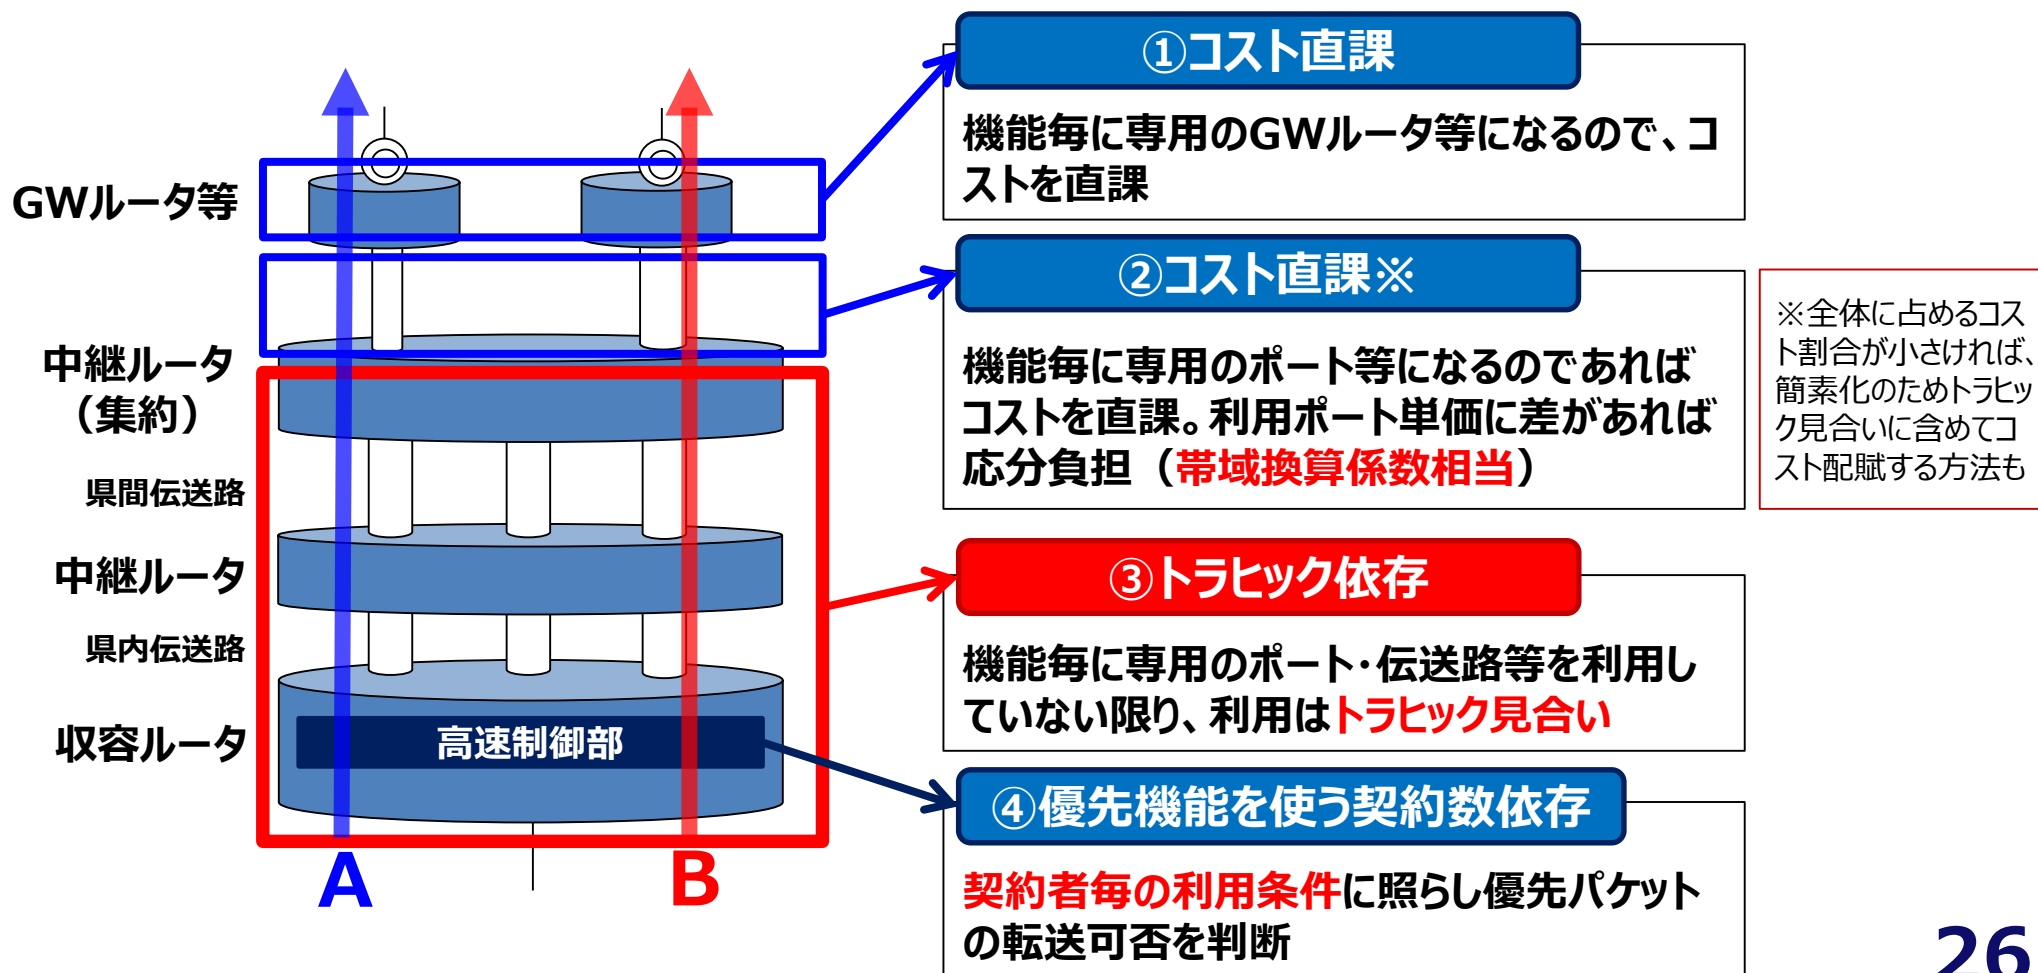 GWルータ等
中継ルータ
（集約）
県間伝送路
中継ルータ
県内伝送路
収容ルータ
高速制御部
A
B
①コスト直課
機能毎に専用のGWルータ等になるので、コ
ストを直課
②コスト直課※
機能毎に専用のポート等になるのであれば
コストを直課。利用ポート単価に差があれば
応分負担（帯域換算係数相当）
※全体に占めるコス
ト割合が小さければ、
簡素化のためトラヒッ
ク見合いに含めてコ
スト配賦する方法も
③トラヒック依存
機能毎に専用のポート・伝送路等を利用し
ていない限り、利用はトラヒック見合い
④優先機能を使う契約数依存
契約者毎の利用条件に照らし優先パケット
の転送可否を判断
26